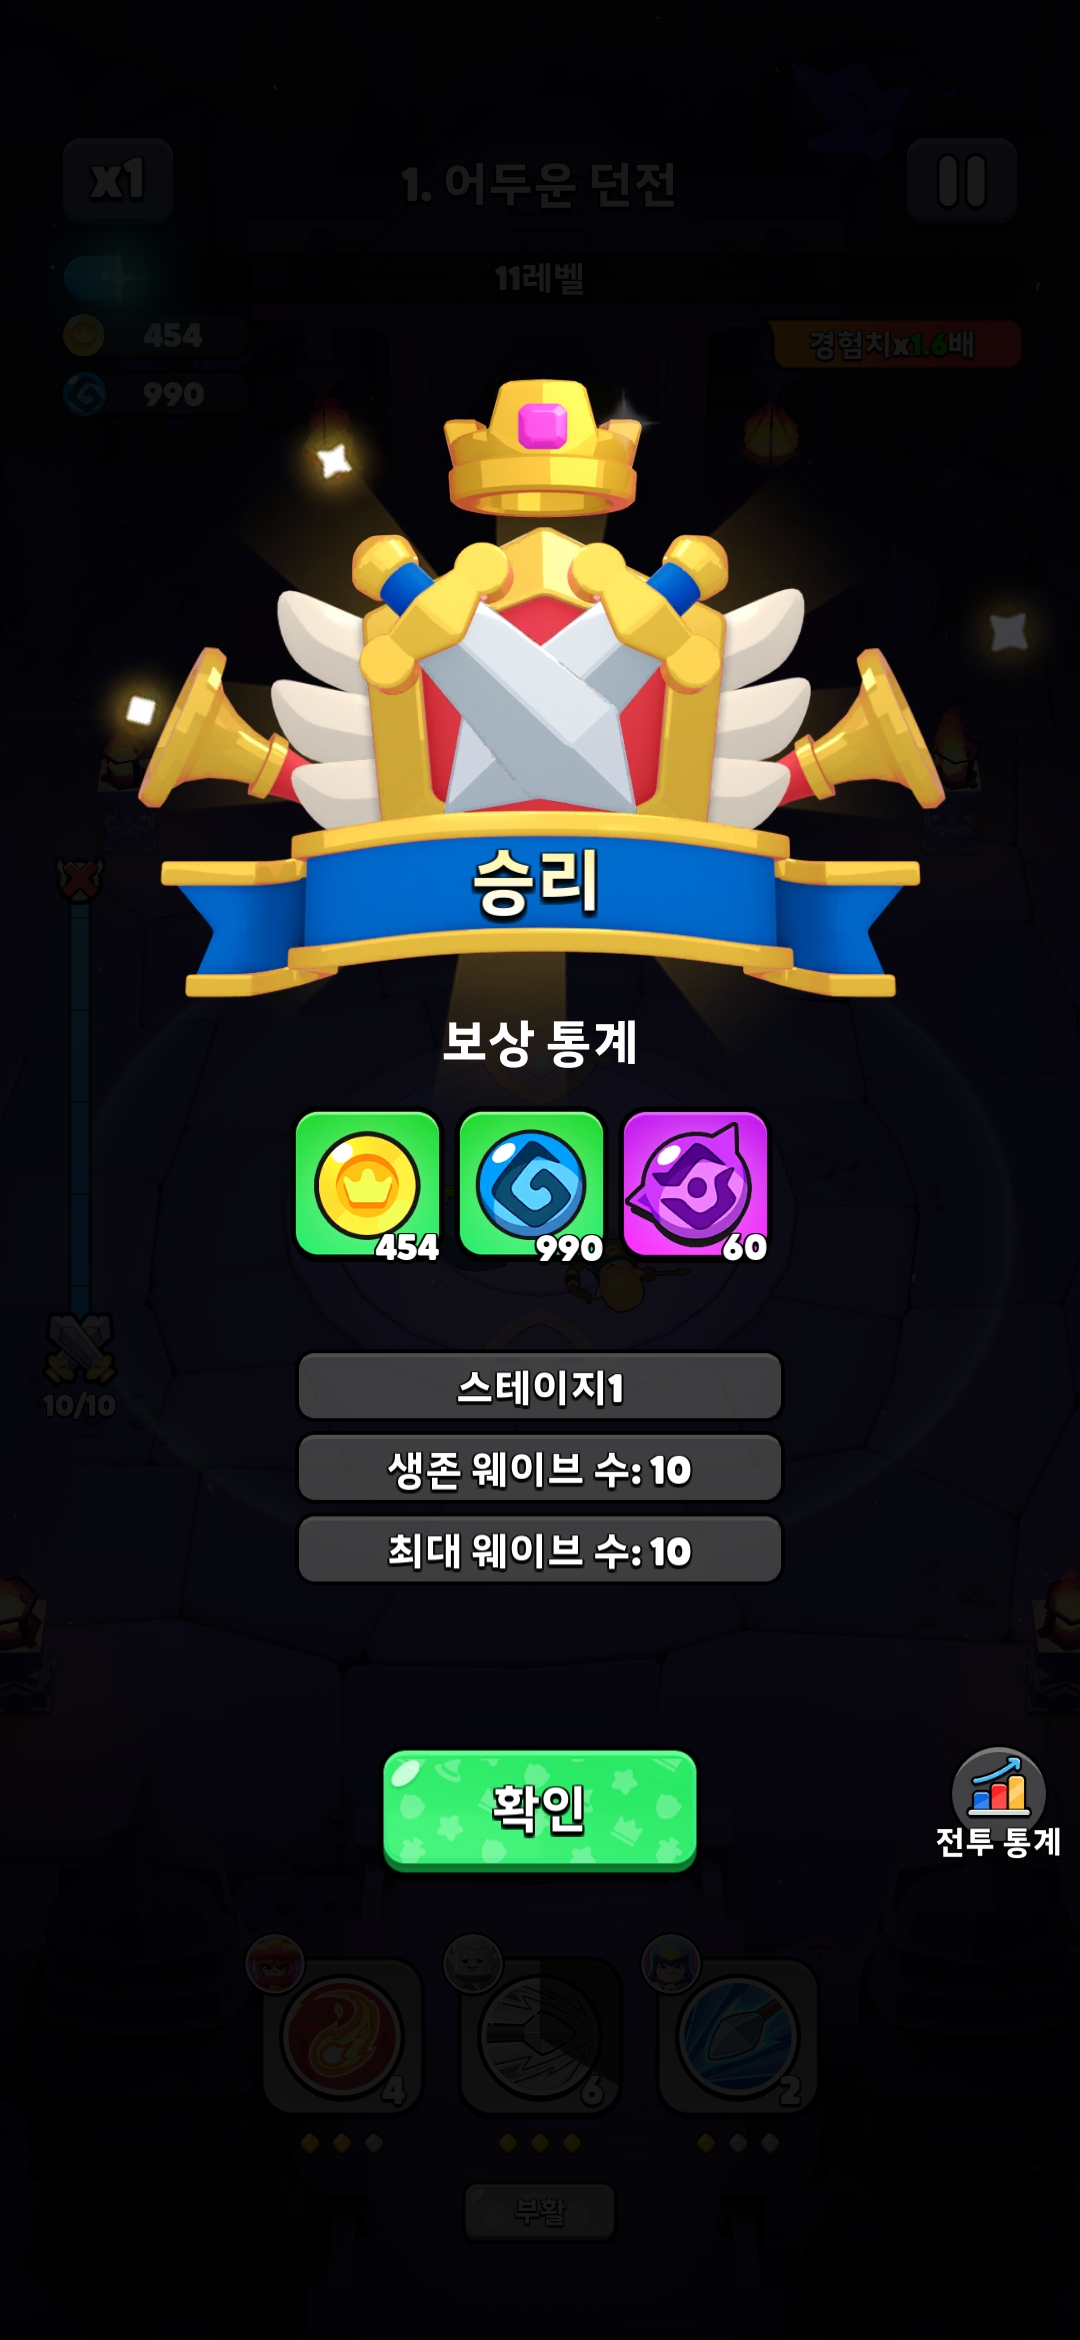 x1
1. 어두운 던전
11레벨
454
경험치x1.6배
990
승리
보상 통계
454
990
60
스테이지1
10/10
생존 웨이브 수: 10
최대 웨이브 수: 10
확인
전투 통계
4
6
2
부활